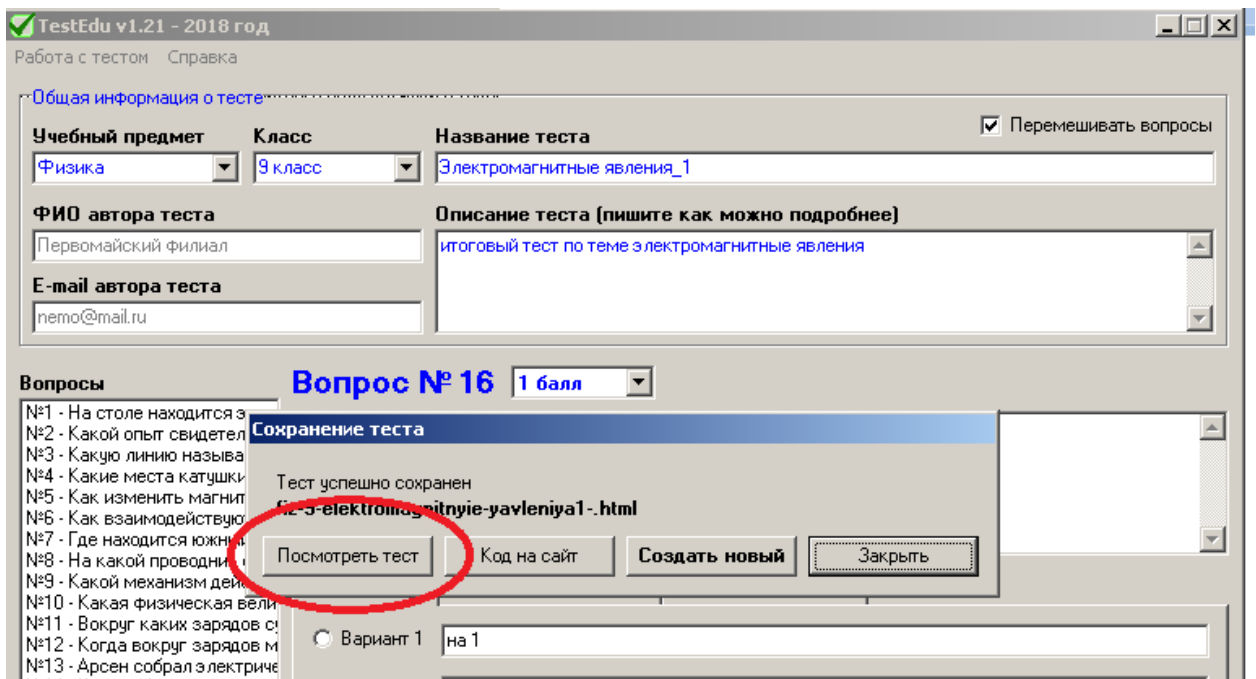 TestEdu v1.21 - 2018 год
Работа с тестом Справка
Общая информация о тесте
Перемешивать вопросы
Учебный предмет Класс Название теста
Физика 9 класс Электромагнитные явления_1
ФИО автора теста Описание теста (пишите как можно подробнее)
Первомайский филиал итоговый тест по теме электромагнитные явления
E-mail автора теста
nemo@mail.ru
Вопросы Вопрос № 16 1 балл
№1 - На столе находится э
№2 - Какой опыт свидетел
№3 - Какую линию называ
№4 - Какие места катушки
№5 - Как изменить магнит
№6 - Как взаимодействую
№7 - Где находится южный
№8 - На какой проводник
№9 - Какой механизм дей
№10 - Какая физическая вели
№11 - Вокруг каких зарядов су
№12 - Когда вокруг зарядов м
№13 - Арсен собрал электриче
Сохранение теста
Тест успешно сохранен
-elektromagnitnyie-yavleniya1-.html
Посмотреть тест Код на сайт Создать новый Закрыть
Вариант 1 на 1